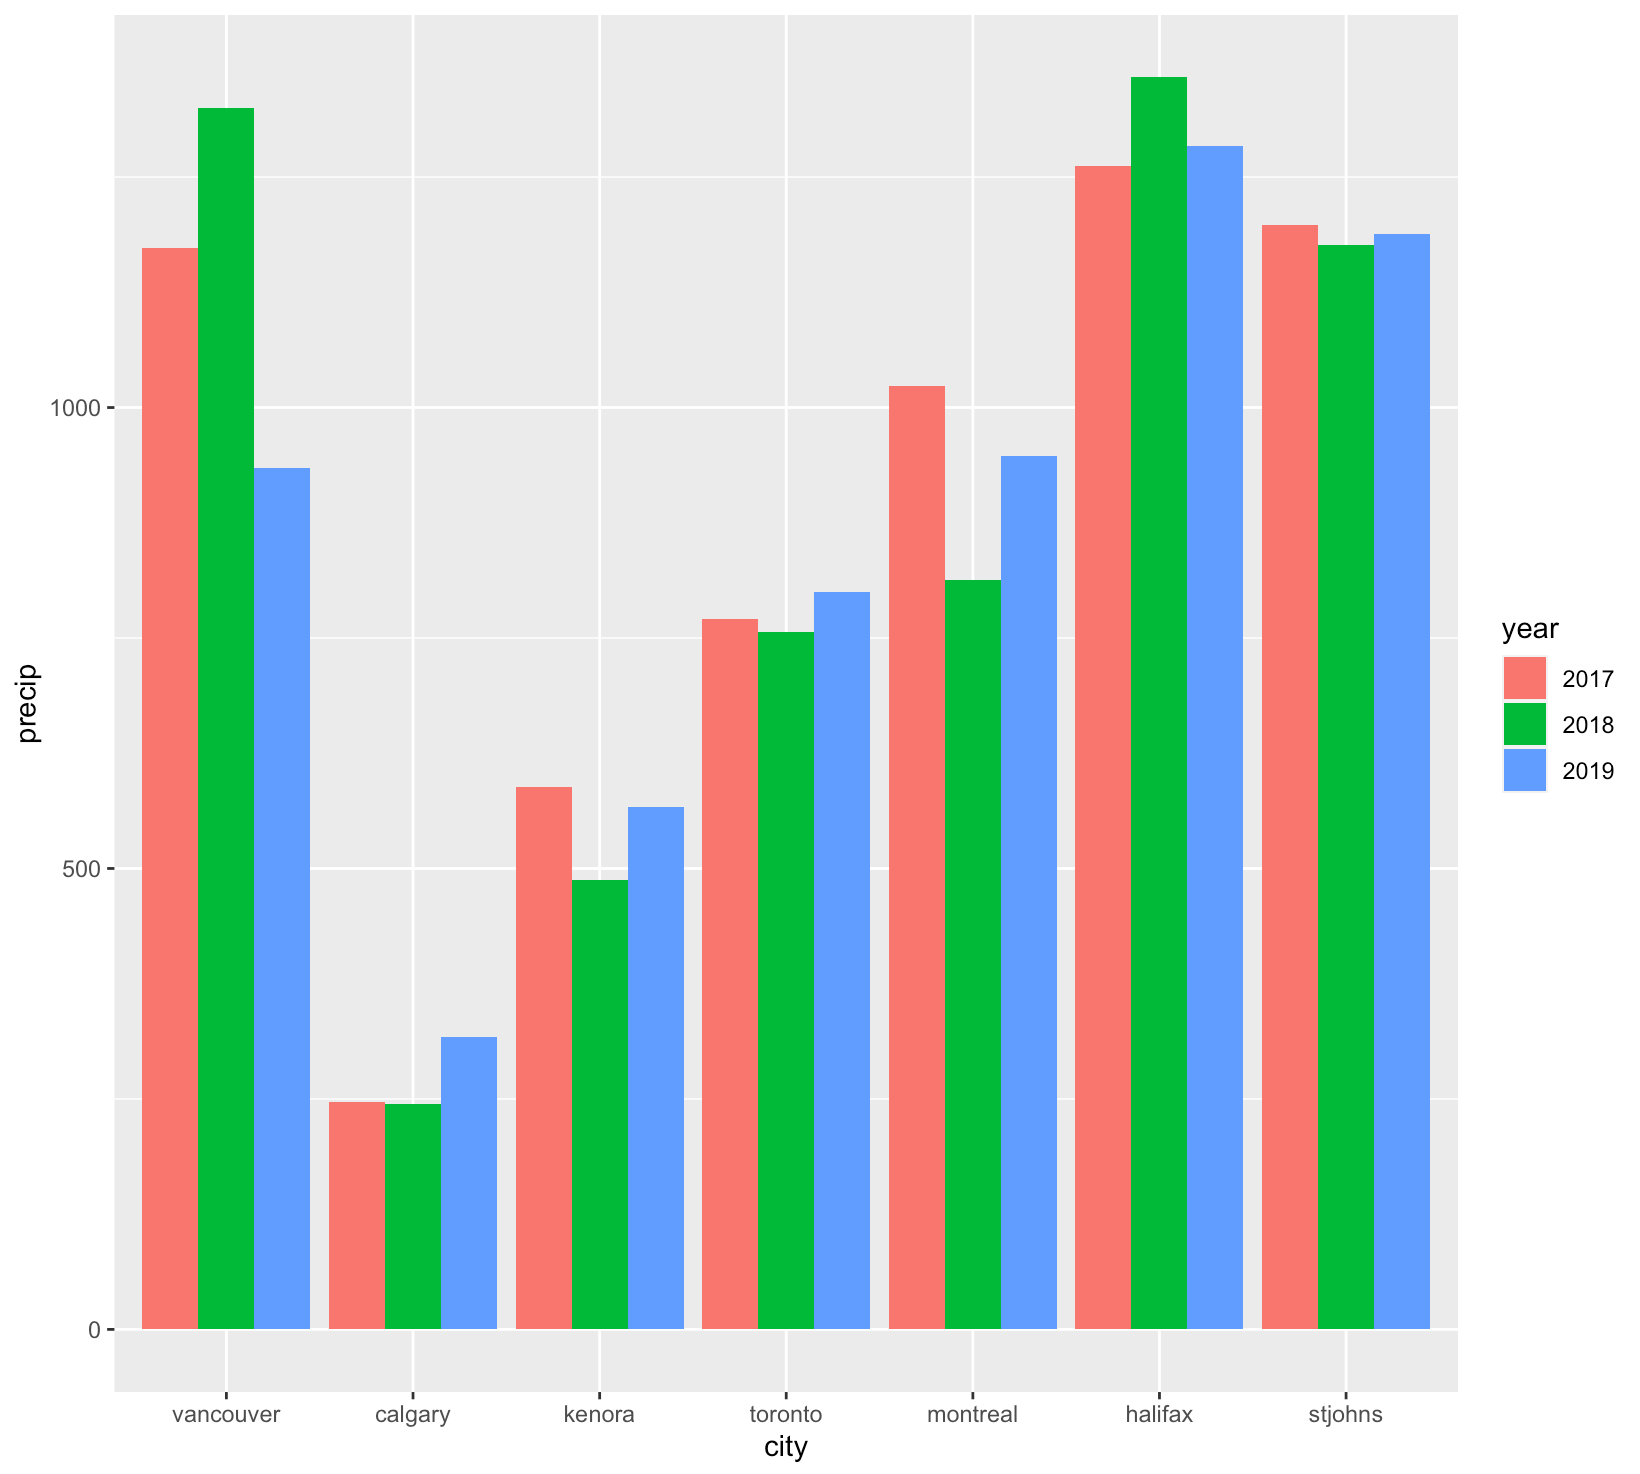 precip
1000
500
0
vancouver calgary kenora toronto montreal halifax stjohns
city
year
2017
2018
2019